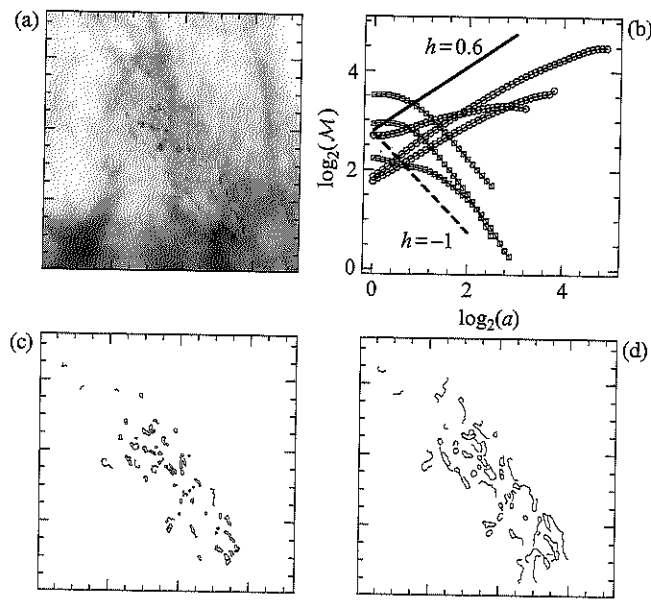 (a)
(b)
h = 0.6
4
2
0
log₂(M)
h = −1
0
2
4
log₂(a)
(c)
(d)